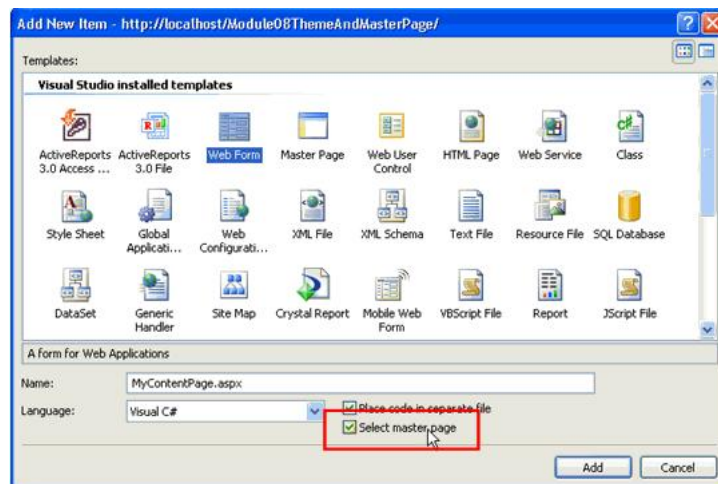 Add New Item - http://localhost/Module08ThemeAndMasterPage/
Templates:
Visual Studio installed templates
ActiveReports 3.0 Access ...
ActiveReports 3.0 File
Web Form
Master Page
Web User Control
HTML Page
Web Service
Class
Style Sheet
Global Applicati...
Web Configurati...
XML File
XML Schema
Text File
Resource File
SQL Database
DataSet
Generic Handler
Site Map
Crystal Report
Mobile Web Form
VBScript File
Report
JScript File
A form for Web Applications
Name:
MyContentPage.aspx
Language:
Visual C#
Place code in separate file
Select master page
Add
Cancel